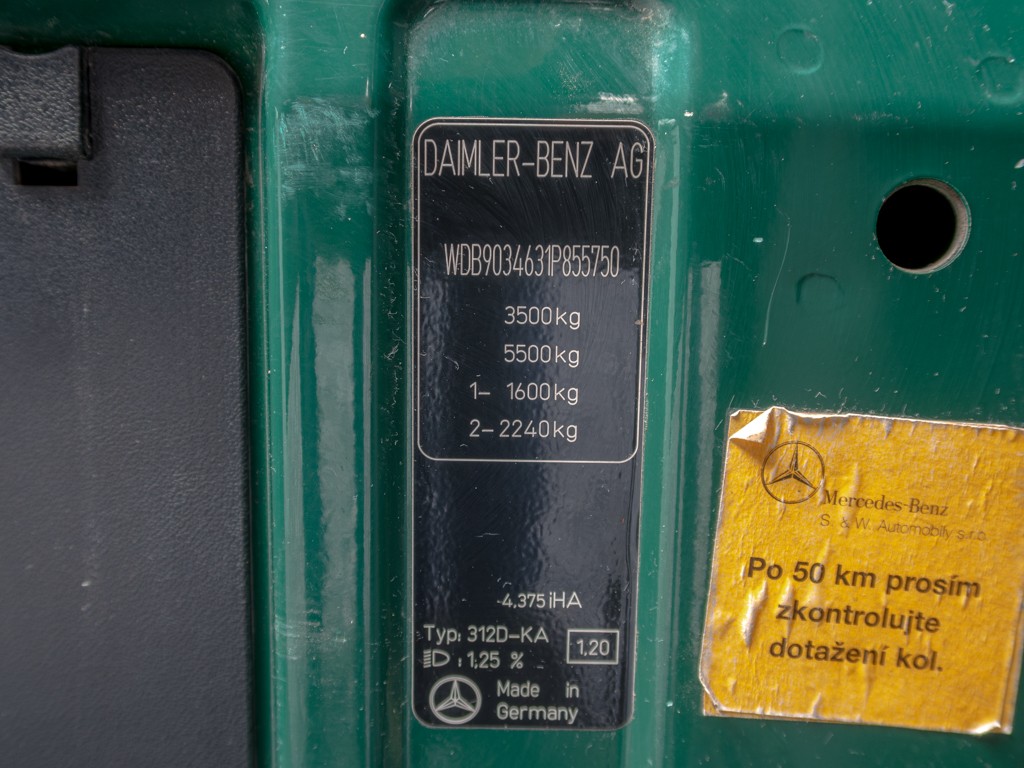 DAIMLER-BENZ AG
WDB9034631P855750
3500kg
5500kg
1– 1600kg
2– 2240kg
4,375 iHA
Typ: 312D-KA
1.20
: 1,25 %
Made in
Germany
Mercedes-Benz
S. & W. Automobily s.r.o.
Po 50 km prosím
zkontrolujte
dotažení kol.